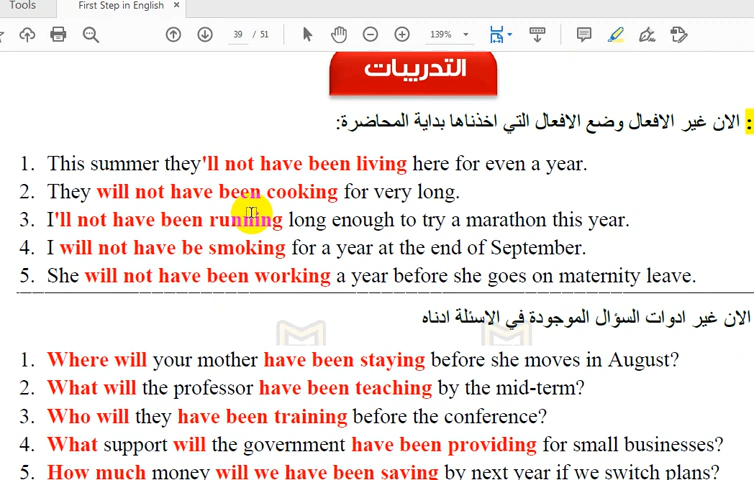 Tools First Step in English ×
39 / 51 139%
التدريبات
: الان غير الافعال وضع الافعال التي اخذناها بداية المحاضرة:
1. This summer they'll not have been living here for even a year.
2. They will not have been cooking for very long.
3. I'll not have been running long enough to try a marathon this year.
4. I will not have be smoking for a year at the end of September.
5. She will not have been working a year before she goes on maternity leave.
الان غير ادوات السؤال الموجودة في الاسئلة ادناه
1. Where will your mother have been staying before she moves in August?
2. What will the professor have been teaching by the mid-term?
3. Who will they have been training before the conference?
4. What support will the government have been providing for small businesses?
5. How much money will we have been saving by next year if we switch plans?